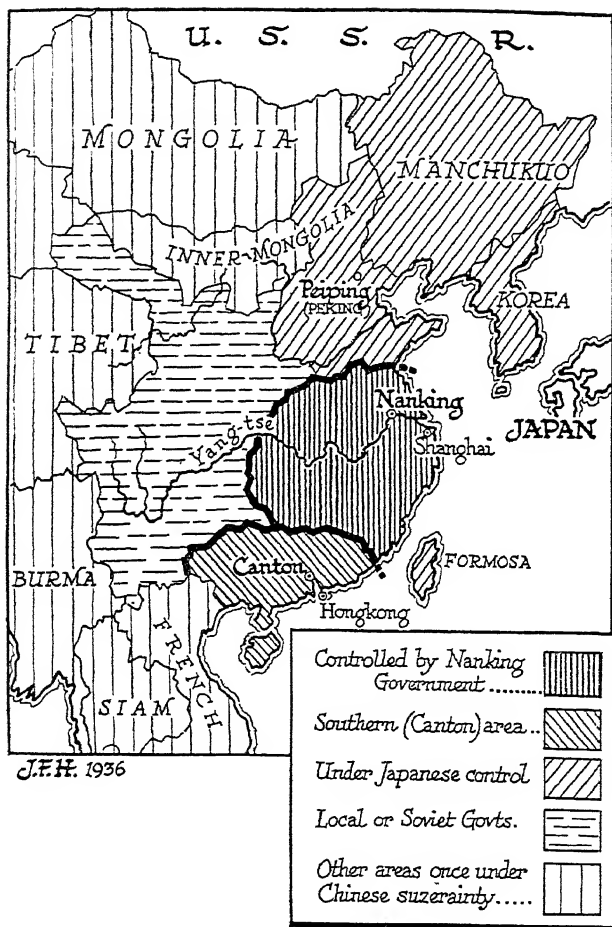 U. S. S. R.
MONGOLIA
MANCHUKUO
INNER-MONGOLIA
Peiping
(PEKING)
KOREA
TIBET
Nanking
Yang-tse
JAPAN
Shanghai
BURMA
Canton
FORMOSA
Hongkong
FRENCH
SIAM
J.F.H. 1936
Controlled by Nanking
Government..........
Southern (Canton) area..
Under Japanese control
Local or Soviet Govts.
Other areas once under
Chinese suzerainty.....